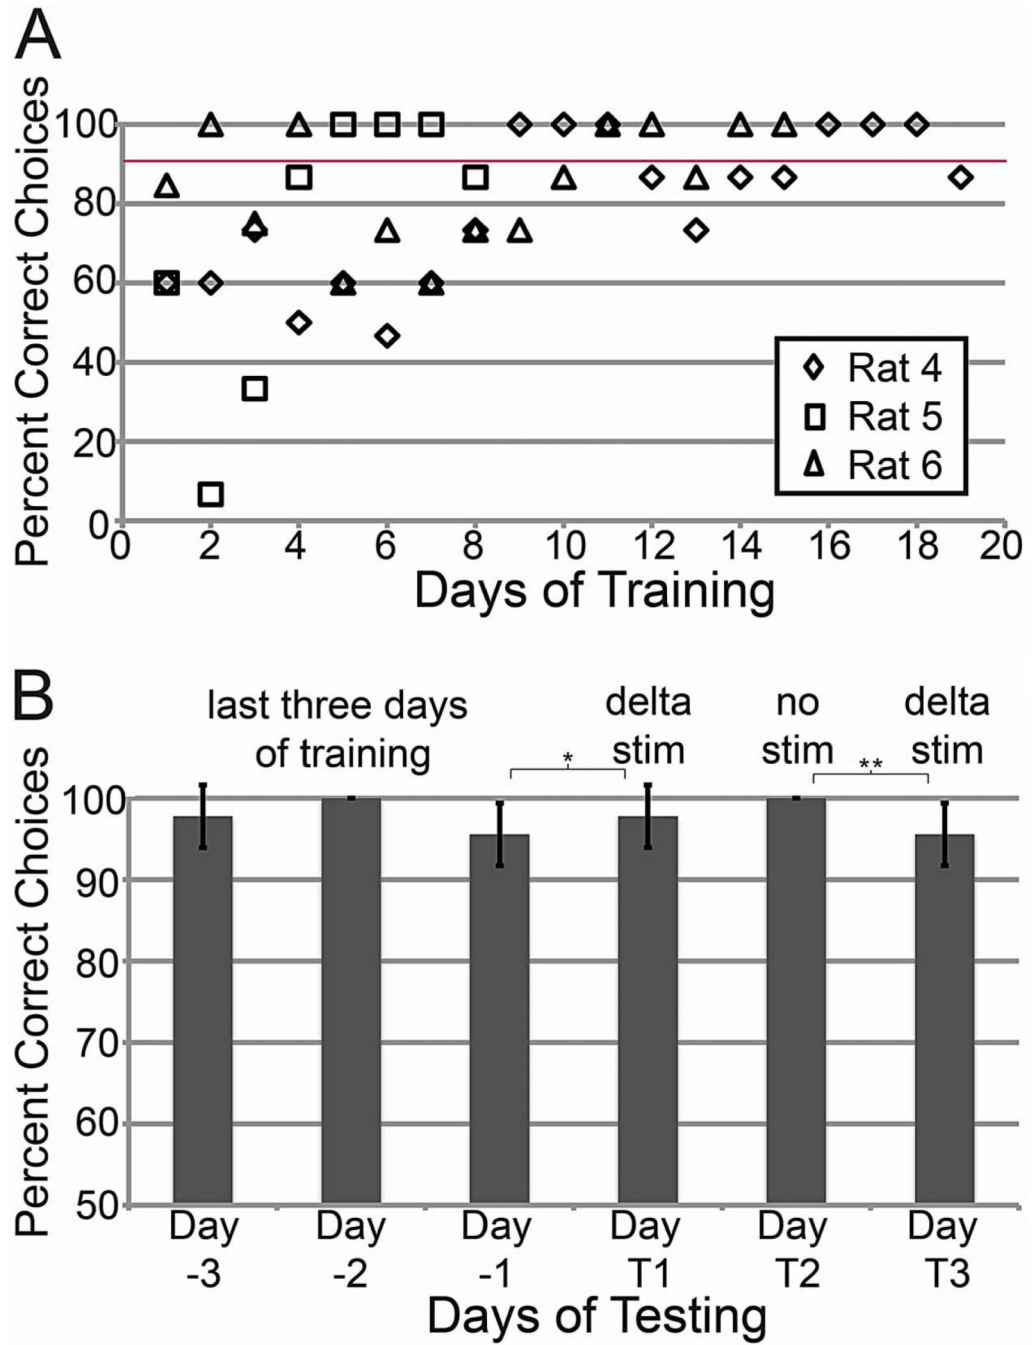 A
Percent Correct Choices
100
80
60
40
20
0
0 2 4 6 8 10 12 14 16 18 20
Days of Training
Rat 4
Rat 5
Rat 6
B
last three days
of training
delta
stim
no
stim
delta
stim
*
**
Percent Correct Choices
100
90
80
70
60
50
Day Day Day Day Day Day
-3 -2 -1 T1 T2 T3
Days of Testing